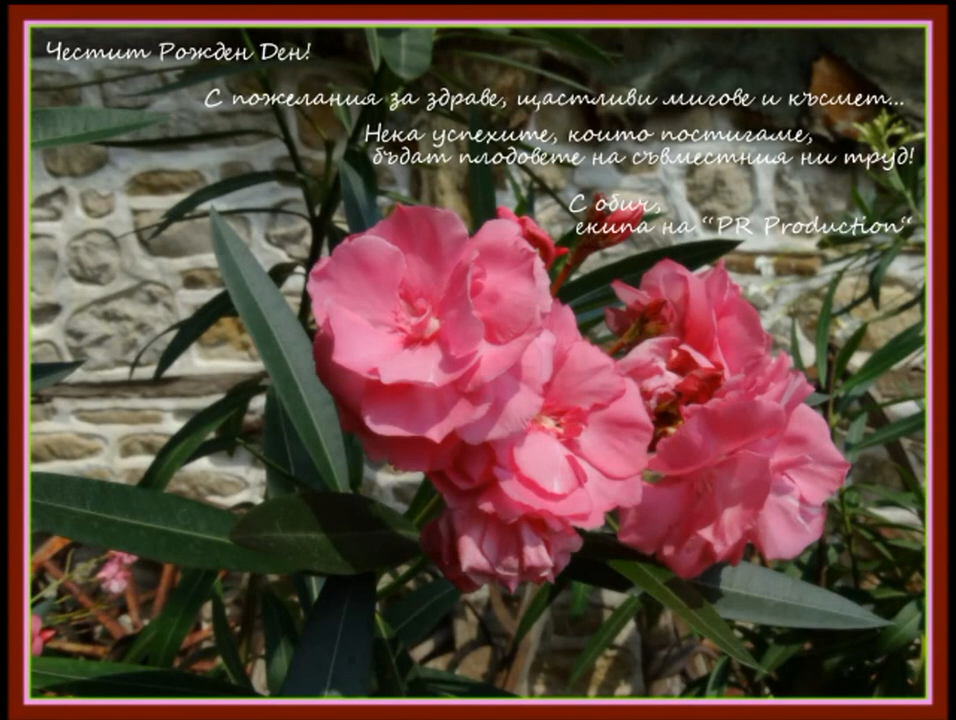 Честит Рожден Ден!
С пожелания за здраве, щастливи мигове и късмет...
Нека успехите, които постигаме,
бъдат плодовете на съвместния ни труд!
С обич,
екипа на “PR Production“